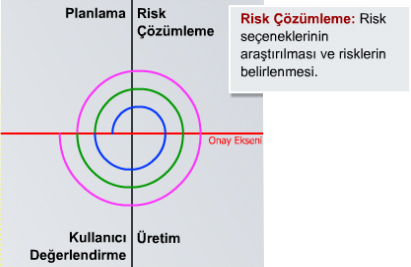 Planlama
Risk
Çözümleme
Risk Çözümleme: Risk
seçeneklerinin
araştırılması ve risklerin
belirlenmesi.
Onay Ekseni
Kullanıcı
Değerlendirme
Üretim